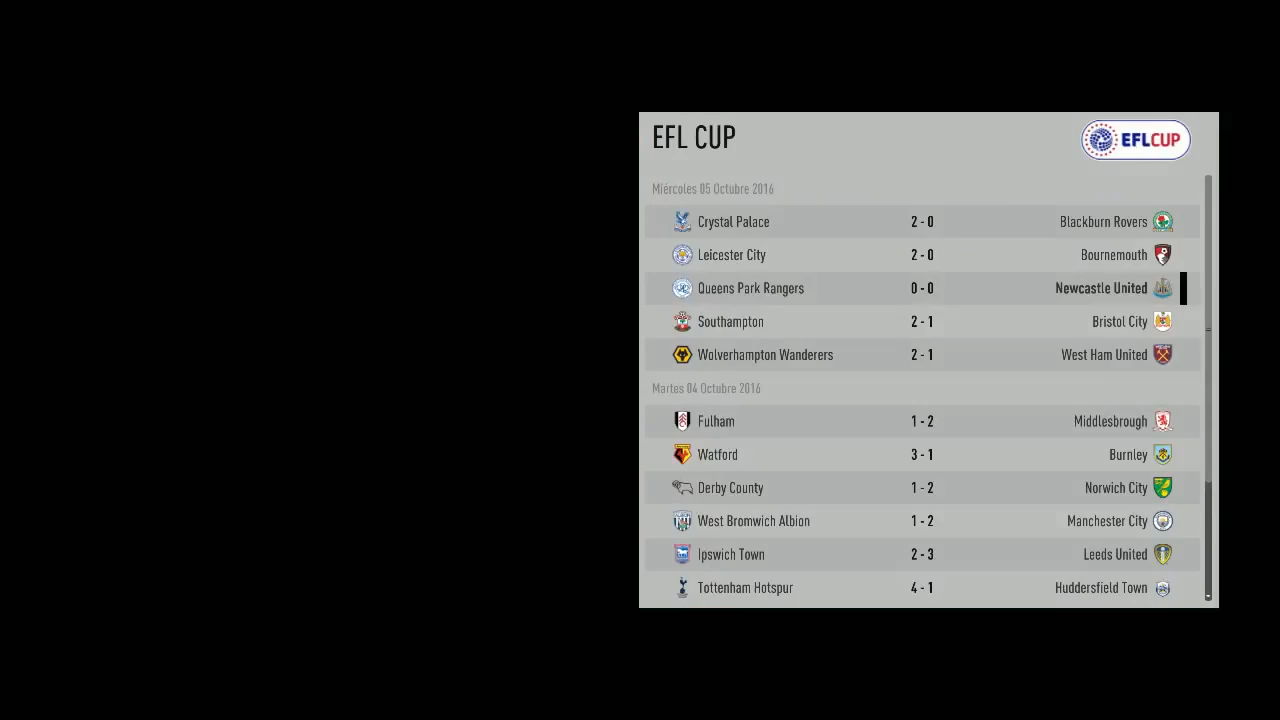 EFL CUP
EFLCUP
Miércoles 05 Octubre 2016
Crystal Palace 2 - 0 Blackburn Rovers
Leicester City 2 - 0 Bournemouth
Queens Park Rangers 0 - 0 Newcastle United
Southampton 2 - 1 Bristol City
Wolverhampton Wanderers 2 - 1 West Ham United
Martes 04 Octubre 2016
Fulham 1 - 2 Middlesbrough
Watford 3 - 1 Burnley
Derby County 1 - 2 Norwich City
West Bromwich Albion 1 - 2 Manchester City
Ipswich Town 2 - 3 Leeds United
Tottenham Hotspur 4 - 1 Huddersfield Town